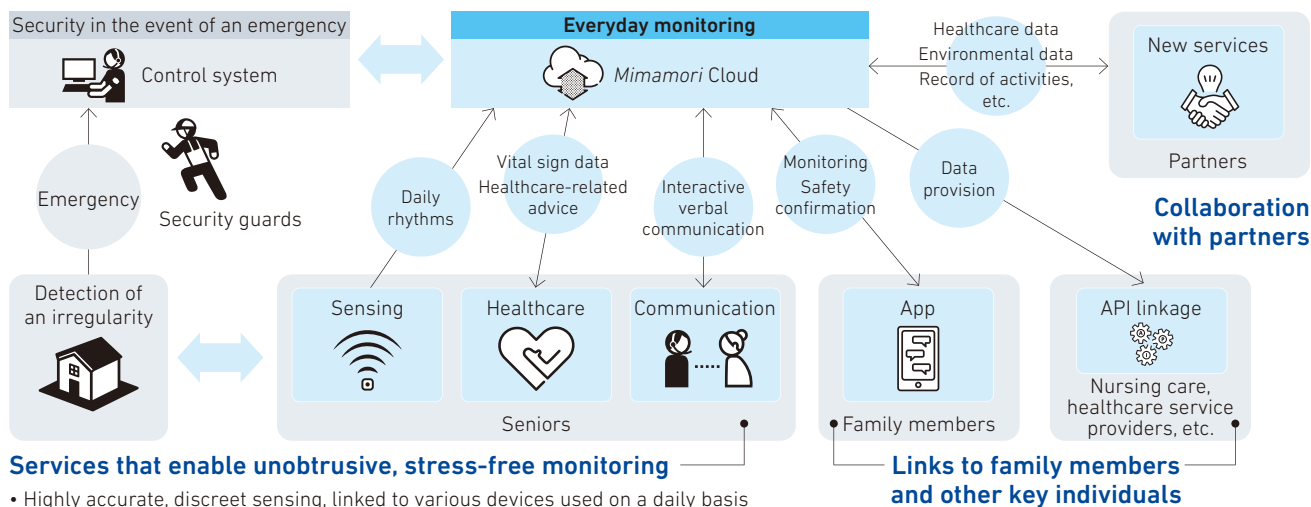 Security in the event of an emergency
Control system
Everyday monitoring
Mimamori Cloud
Healthcare data
Environmental data
Record of activities,
etc.
New services
Partners
Collaboration
with partners
Emergency
Security guards
Daily
rhythms
Vital sign data
Healthcare-related
advice
Interactive
verbal
communication
Monitoring
Safety
confirmation
Data
provision
Detection of
an irregularity
Sensing
Healthcare
Communication
Seniors
App
Family members
API linkage
A
P
I
Nursing care,
healthcare service
providers, etc.
Services that enable unobtrusive, stress-free monitoring
• Highly accurate, discreet sensing, linked to various devices used on a daily basis
Links to family members
and other key individuals